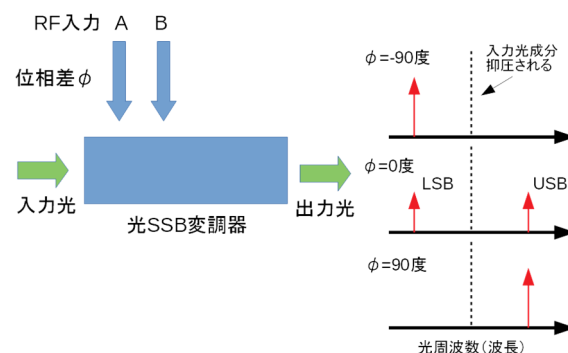 RF入力 A B
位相差φ
入力光
光SSB変調器
出力光
φ=-90度
入力光成分
抑圧される
φ=0度
LSB
USB
φ=90度
光周波数(波長)